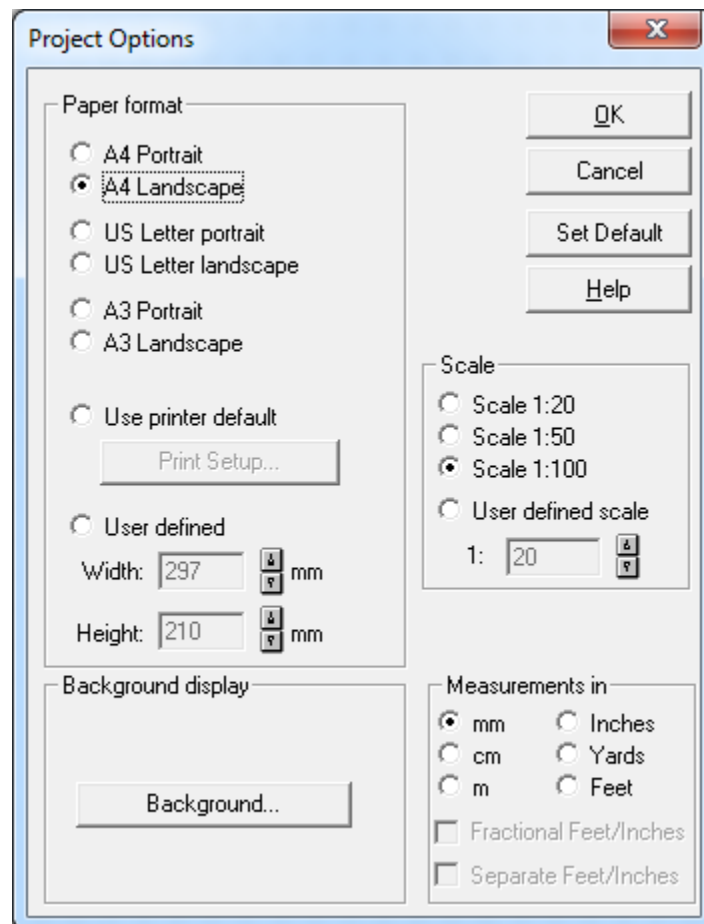 Project Options
Paper format
A4 Portrait
A4 Landscape
US Letter portrait
US Letter landscape
A3 Portrait
A3 Landscape
Use printer default
Print Setup...
User defined
Width: 297 mm
Height: 210 mm
Background display
Background...
OK
Cancel
Set Default
Help
Scale
Scale 1:20
Scale 1:50
Scale 1:100
User defined scale
1: 20
Measurements in
mm Inches
cm Yards
m Feet
Fractional Feet/Inches
Separate Feet/Inches